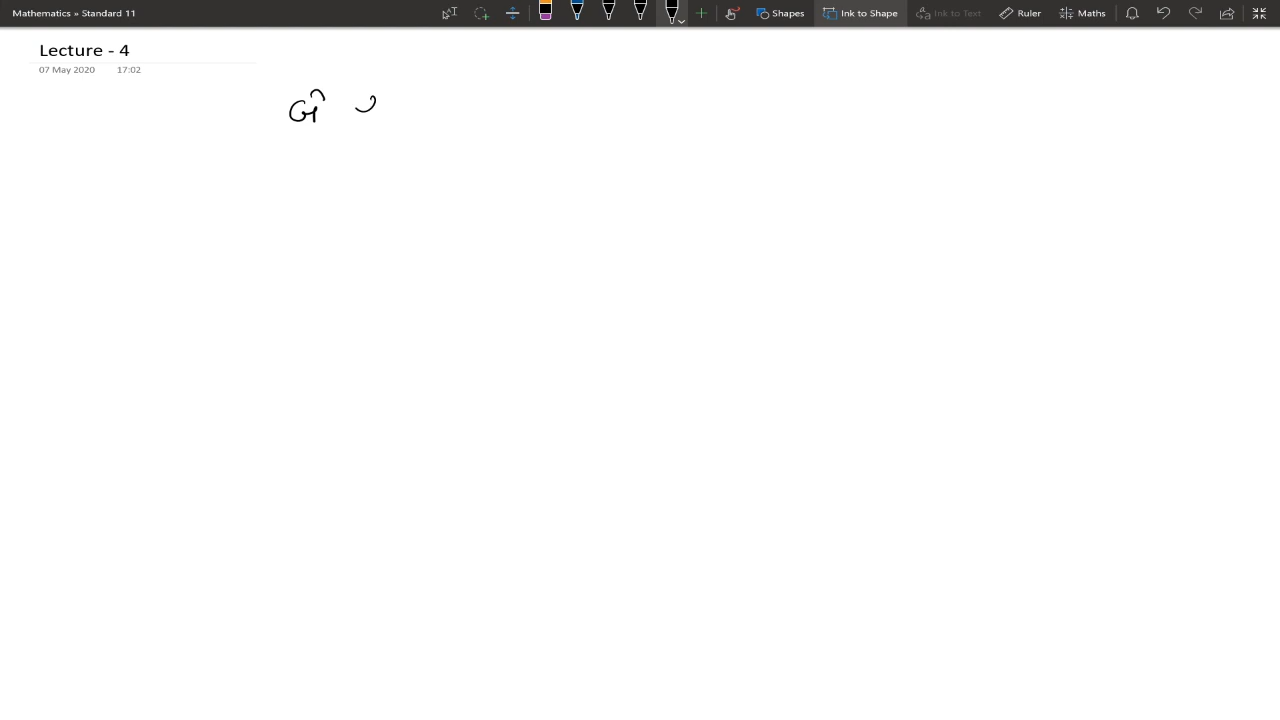 Mathematics » Standard 11
Shapes
Ink to Shape
Ink to Text
Ruler
Maths
Lecture - 4
07 May 2020 17:02